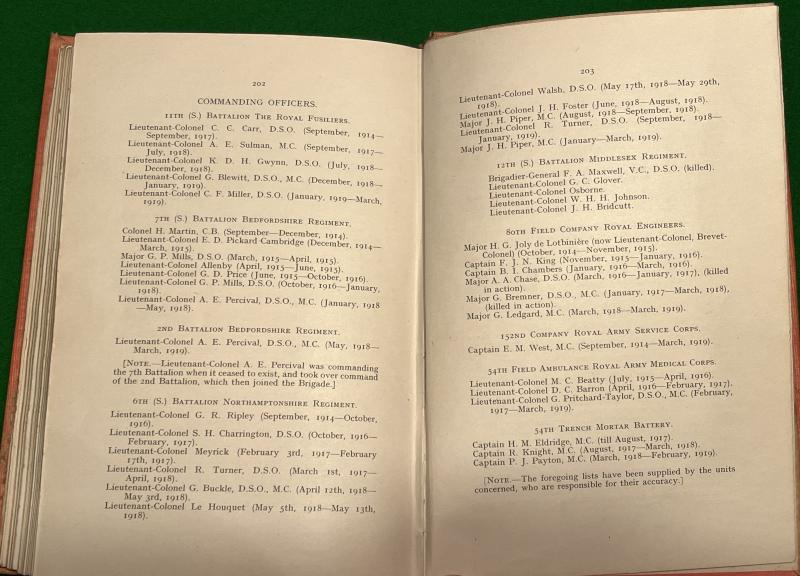 202
COMMANDING OFFICERS.
11TH (S.) BATTALION THE ROYAL FUSILIERS.
Lieutenant-Colonel C. C. Carr, D.S.O. (September, 1914—
September, 1917).
Lieutenant-Colonel A. E. Sulman, M.C. (September, 1917—
July, 1918).
Lieutenant-Colonel K. D. H. Gwynn, D.S.O. (July, 1918—
December, 1918).
Lieutenant-Colonel G. Blewitt, D.S.O., M.C. (December, 1918—
January, 1919).
Lieutenant-Colonel C. F. Miller, D.S.O. (January, 1919—March,
1919).
7TH (S.) BATTALION BEDFORDSHIRE REGIMENT.
Colonel H. Martin, C.B. (September—December, 1914).
Lieutenant-Colonel E. D. Pickard-Cambridge (December, 1914—
March, 1915).
Major G. P. Mills, D.S.O. (March, 1915—April, 1915).
Lieutenant-Colonel Allenby (April, 1915—June, 1915).
Lieutenant-Colonel G. D. Price (June, 1915—October, 1916).
Lieutenant-Colonel G. P. Mills, D.S.O. (October, 1916—January,
1918).
Lieutenant-Colonel A. E. Percival, D.S.O., M.C. (January, 1918
—May, 1918).
2ND BATTALION BEDFORDSHIRE REGIMENT.
Lieutenant-Colonel A. E. Percival, D.S.O., M.C. (May, 1918—
March, 1919).
[NOTE.—Lieutenant-Colonel A. E. Percival was commanding
the 7th Battalion when it ceased to exist, and took over command
of the 2nd Battalion, which then joined the Brigade.]
6TH (S.) BATTALION NORTHAMPTONSHIRE REGIMENT.
Lieutenant-Colonel G. R. Ripley (September, 1914—October,
1916).
Lieutenant-Colonel S. H. Charrington, D.S.O. (October, 1916—
February, 1917).
Lieutenant-Colonel Meyrick (February 3rd, 1917—February
17th, 1917).
Lieutenant-Colonel R. Turner, D.S.O. (March 1st, 1917—
April, 1918).
Lieutenant-Colonel G. Buckle, D.S.O., M.C. (April 12th, 1918—
May 3rd, 1918).
Lieutenant-Colonel Le Houquet (May 5th, 1918—May 13th,
1918).
203
Lieutenant-Colonel Walsh, D.S.O. (May 17th, 1918—May 29th,
1918).
Lieutenant-Colonel J. H. Foster (June, 1918—August, 1918).
Major J. H. Piper, M.C. (August, 1918—September, 1918).
Lieutenant-Colonel R. Turner, D.S.O. (September, 1918—
January, 1919).
Major J. H. Piper, M.C. (January—March, 1919).
12TH (S.) BATTALION MIDDLESEX REGIMENT.
Brigadier-General F. A. Maxwell, V.C., D.S.O. (killed).
Lieutenant-Colonel G. C. Glover.
Lieutenant-Colonel Osborne.
Lieutenant-Colonel W. H. H. Johnson.
Lieutenant-Colonel J. H. Bridcutt.
80TH FIELD COMPANY ROYAL ENGINEERS.
Major H. G. Joly de Lotbinière (now Lieutenant-Colonel, Brevet-
Colonel) (October, 1914—November, 1915).
Captain F. J. N. King (November, 1915—January, 1916).
Captain B. I. Chambers (January, 1916—March, 1916).
Major A. A. Chase, D.S.O. (March, 1916—January, 1917), (killed
in action).
Major G. Bremner, D.S.O., M.C. (January, 1917—March, 1918),
(killed in action).
Major G. Ledgard, M.C. (March, 1918—March, 1919).
152ND COMPANY ROYAL ARMY SERVICE CORPS.
Captain E. M. West, M.C. (September, 1914—March, 1919).
54TH FIELD AMBULANCE ROYAL ARMY MEDICAL CORPS.
Lieutenant-Colonel M. C. Beatty (July, 1915—April, 1916).
Lieutenant-Colonel D. C. Barron (April, 1916—February, 1917).
Lieutenant-Colonel G. Pritchard-Taylor, D.S.O., M.C. (February,
1917—March, 1919).
54TH TRENCH MORTAR BATTERY.
Captain H. M. Eldridge, M.C. (till August, 1917).
Captain R. Knight, M.C. (August, 1917—March, 1918).
Captain P. J. Payton, M.C. (March, 1918—February, 1919).
[NOTE.—The foregoing lists have been supplied by the units
concerned, who are responsible for their accuracy.]